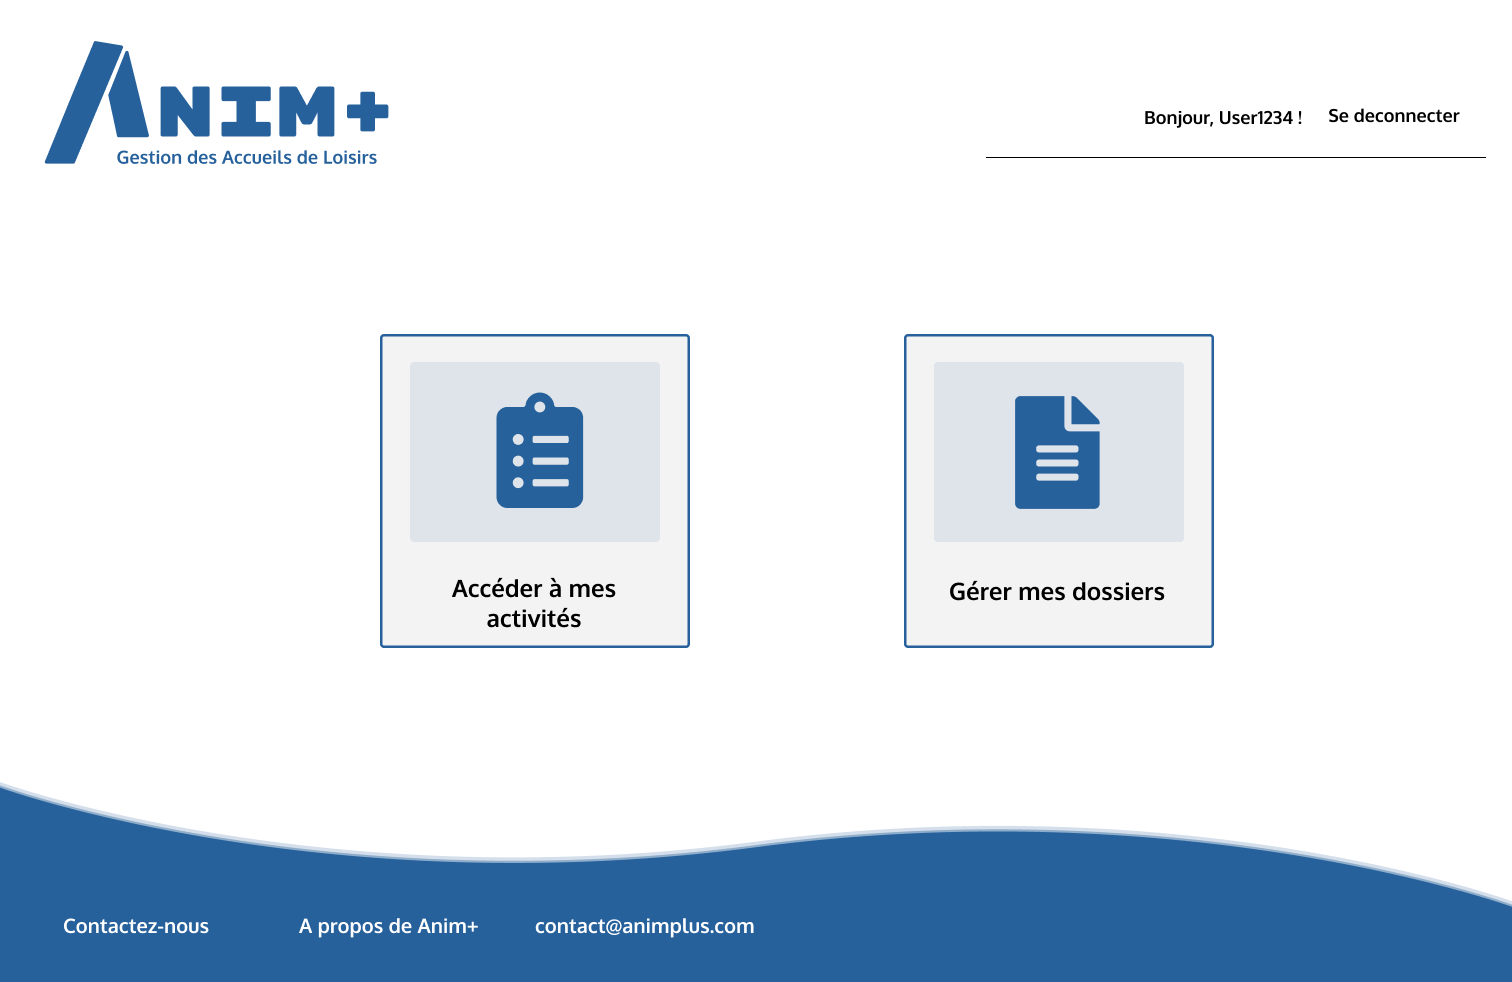 ANIM+
Gestion des Accueils de Loisirs
Bonjour, User1234 !
Se deconnecter
Accéder à mes
activités
Gérer mes dossiers
Contactez-nous
A propos de Anim+
contact@animplus.com